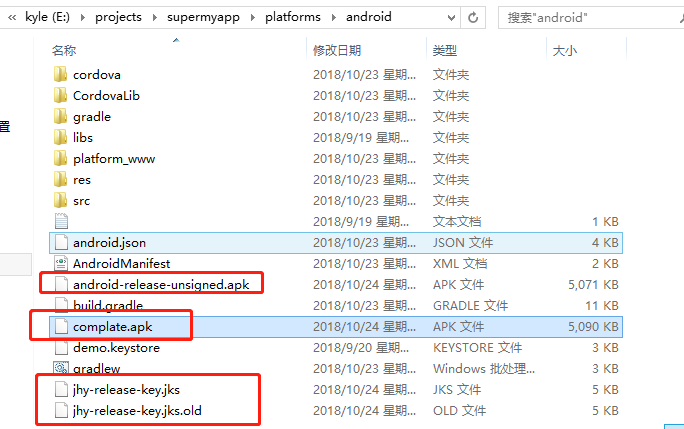 « kyle (E:) > projects > supermyapp > platforms > android
搜索"android"
名称 修改日期 类型 大小
cordova 2018/10/23 星期... 文件夹
CordovaLib 2018/10/23 星期... 文件夹
gradle 2018/10/23 星期... 文件夹
置 libs 2018/9/19 星期... 文件夹
platform_www 2018/10/23 星期... 文件夹
res 2018/10/23 星期... 文件夹
src 2018/10/23 星期... 文件夹
2018/9/19 星期... 文本文档 1 KB
android.json 2018/10/23 星期... JSON 文件 4 KB
AndroidManifest 2018/10/23 星期... XML 文档 2 KB
android-release-unsigned.apk 2018/10/24 星期... APK 文件 5,071 KB
build.gradle 2018/10/23 星期... GRADLE 文件 11 KB
complate.apk 2018/10/24 星期... APK 文件 5,090 KB
demo.keystore 2018/9/20 星期... KEYSTORE 文件 3 KB
gradlew 2018/10/23 星期... Windows 批处理... 3 KB
jhy-release-key.jks 2018/10/24 星期... JKS 文件 5 KB
jhy-release-key.jks.old 2018/10/24 星期... OLD 文件 5 KB